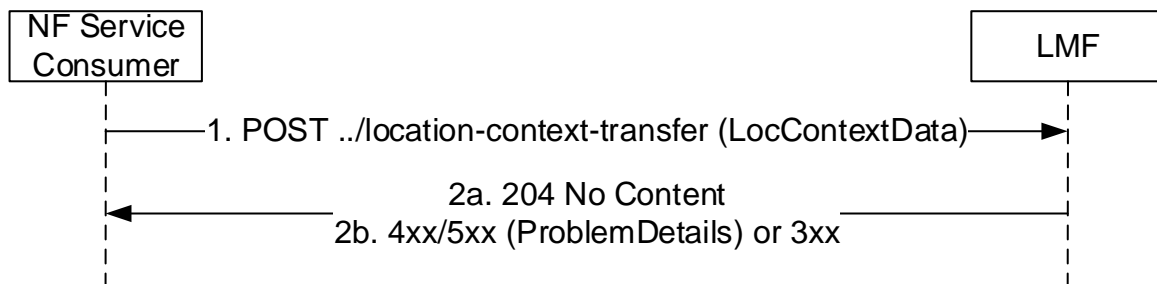 NF Service
Consumer
LMF
1. POST ../location-context-transfer (LocContextData)
2a. 204 No Content
2b. 4xx/5xx (ProblemDetails) or 3xx